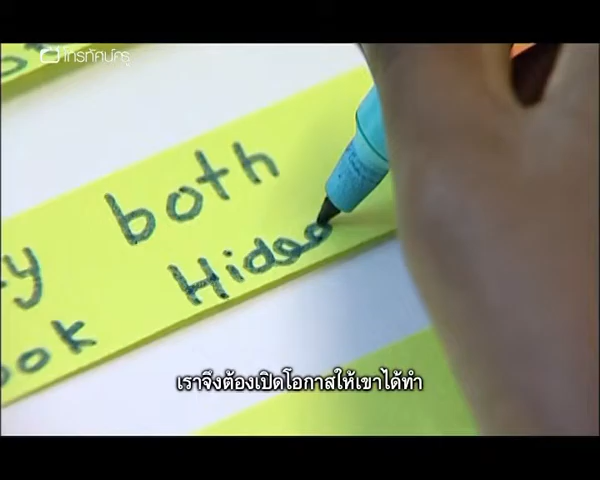 โทรทัศน์ครู
y both
ook Hide
เราจึงต้องเปิดโอกาสให้เขาได้ทำ